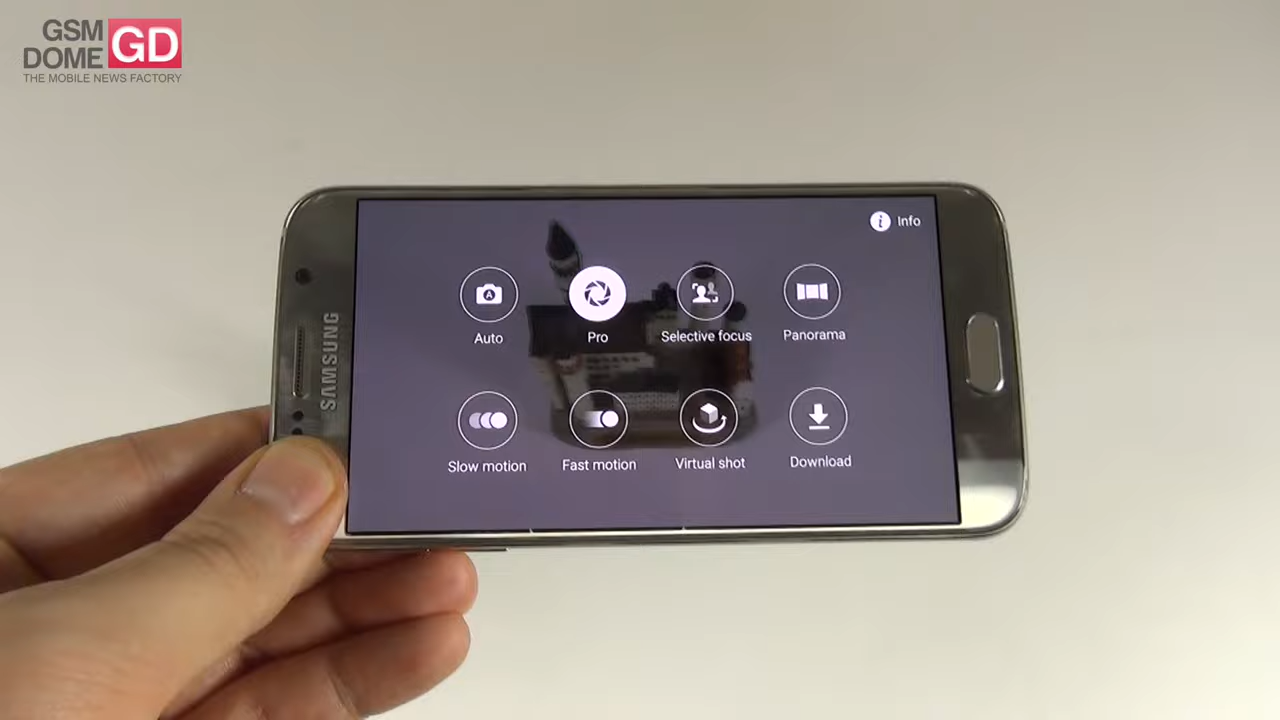 GSM
DOME GD
THE MOBILE NEWS FACTORY
SAMSUNG
Info
Auto
Pro
Selective focus
Panorama
Slow motion
Fast motion
Virtual shot
Download